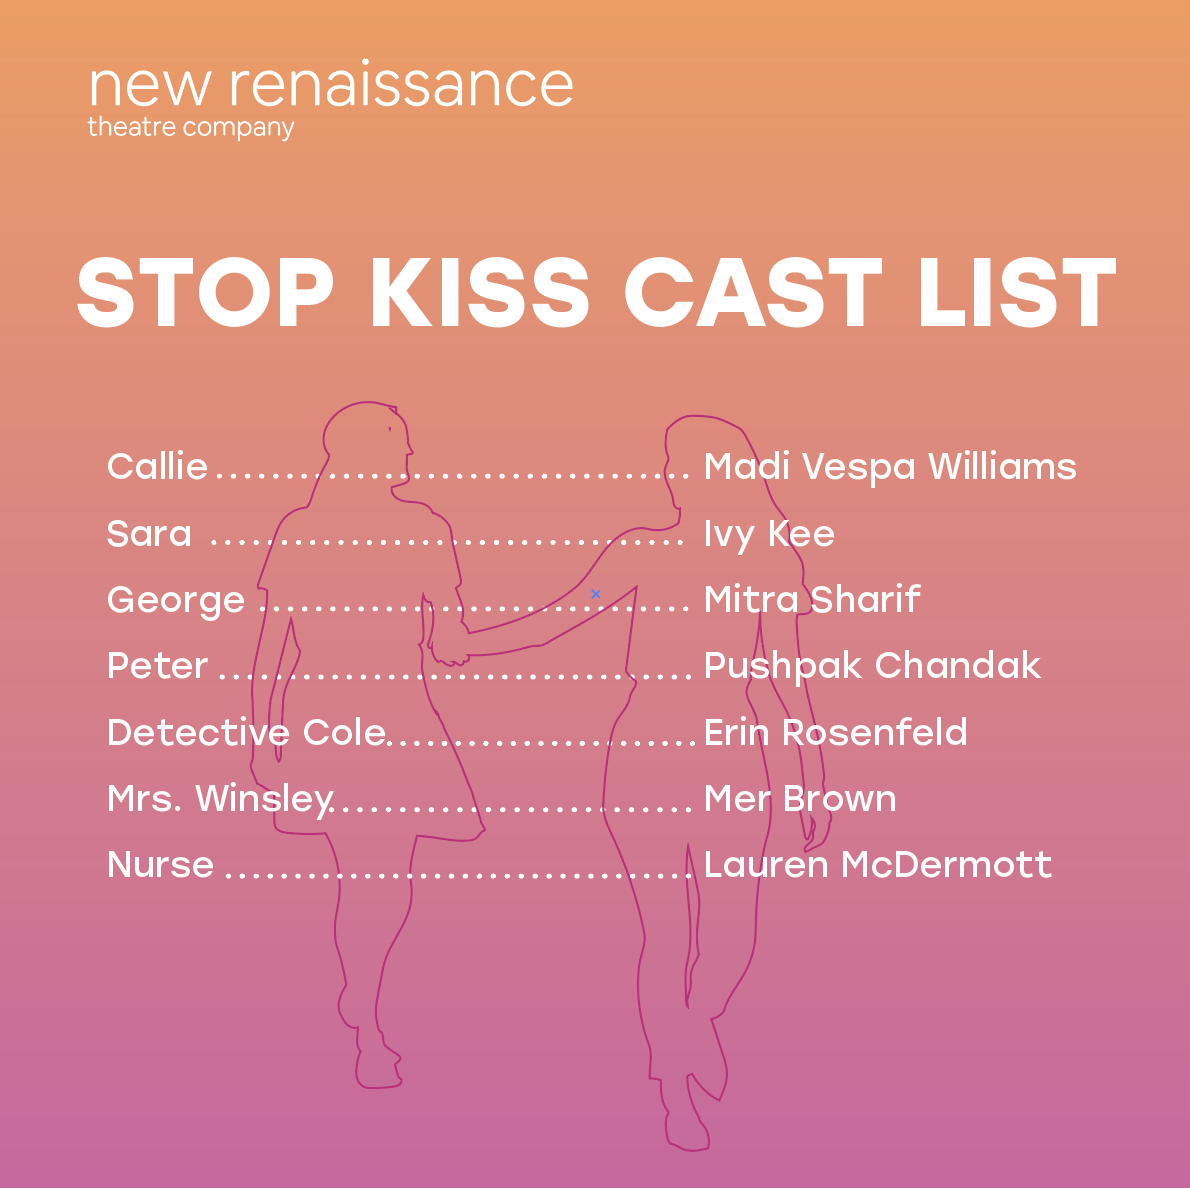 new renaissance
theatre company
STOP KISS CAST LIST
Callie ................................. Madi Vespa Williams
Sara ................................. Ivy Kee
George ............................... Mitra Sharif
Peter ................................. Pushpak Chandak
Detective Cole....................... Erin Rosenfeld
Mrs. Winsley.......................... Mer Brown
Nurse ................................. Lauren McDermott